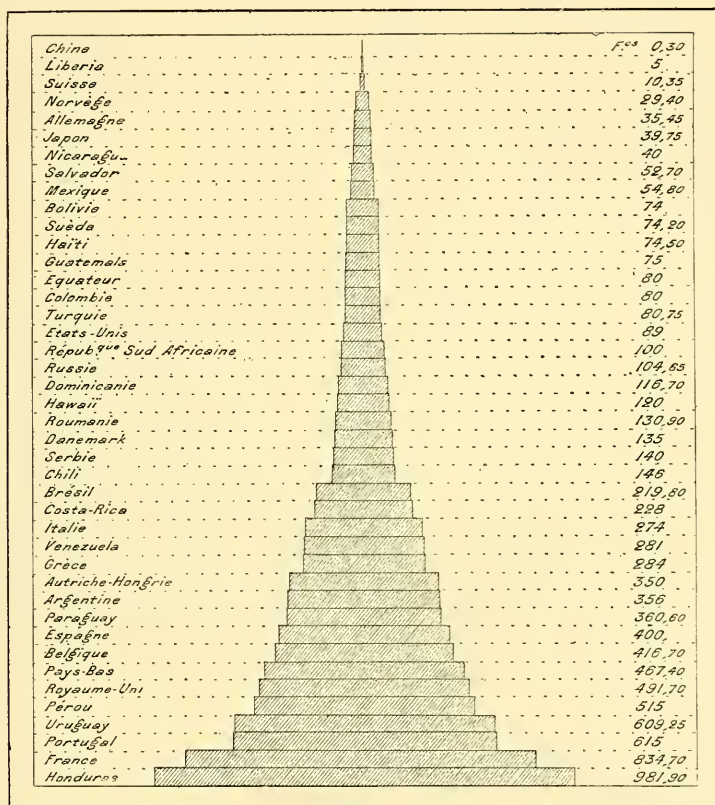 Chine F.cs 0,30
Liberia 5
Suisse 10,35
Norvège 29,40
Allemagne 35,45
Japon 39,75
Nicaragu 40
Salvador 52,70
Mexique 54,80
Bolivie 74
Suède 74,20
Haïti 74,50
Guatemala 75
Equateur 80
Colombie 80
Turquie 80,75
Etats-Unis 89
Répub.que Sud Africaine 100
Russie 104,65
Dominicanie 116,70
Hawaïi 120
Roumanie 130,90
Danemark 135
Serbie 140
Chili 146
Brésil 219,80
Costa-Rica 228
Italie 274
Venezuela 281
Grèce 284
Autriche-Hongrie 350
Argentine 356
Paraguay 360,60
Espagne 400,
Belgique 416,70
Pays-Bas 467,40
Royaume-Uni 491,70
Pérou 515
Uruguay 609,25
Portugal 615
France 834,70
Honduras 981,90